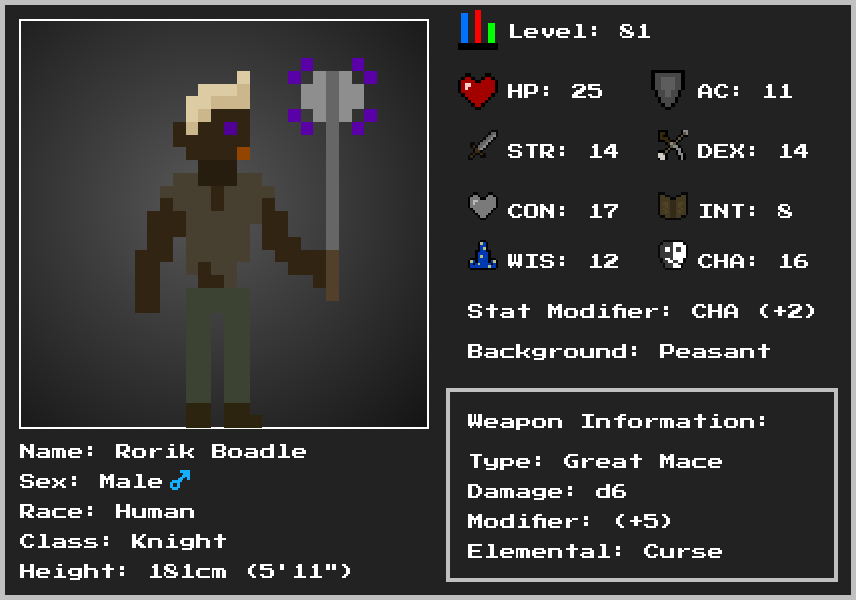 Level: 81
HP: 25
AC: 11
STR: 14
DEX: 14
CON: 17
INT: 8
WIS: 12
CHA: 16
Stat Modifier: CHA (+2)
Background: Peasant
Weapon Information:
Type: Great Mace
Damage: d6
Modifier: (+5)
Elemental: Curse
Name: Rorik Boadle
Sex: Male ♂
Race: Human
Class: Knight
Height: 181cm (5'11")